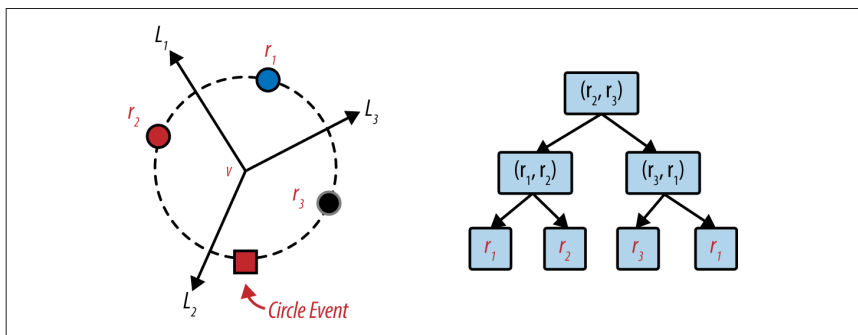 L1
r1
r2
L3
v
r3
L2
Circle Event
(r2, r3)
(r1, r2) (r3, r1)
r1 r2 r3 r1